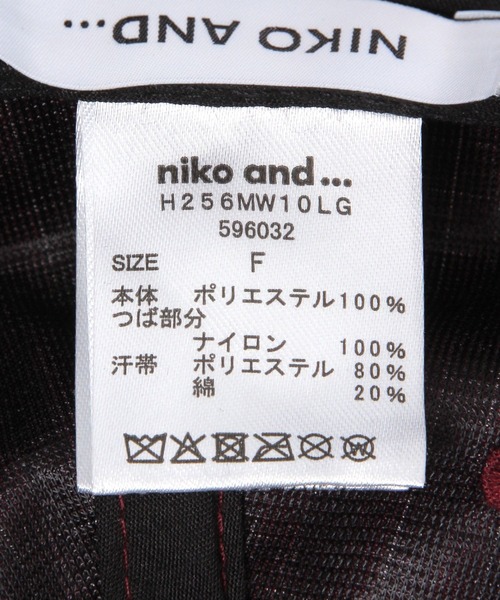 NIKO AND...
niko and...
H256MW10LG
596032
SIZE F
本体 ポリエステル100%
つば部分
ナイロン 100%
汗帯 ポリエステル 80%
綿 20%
W